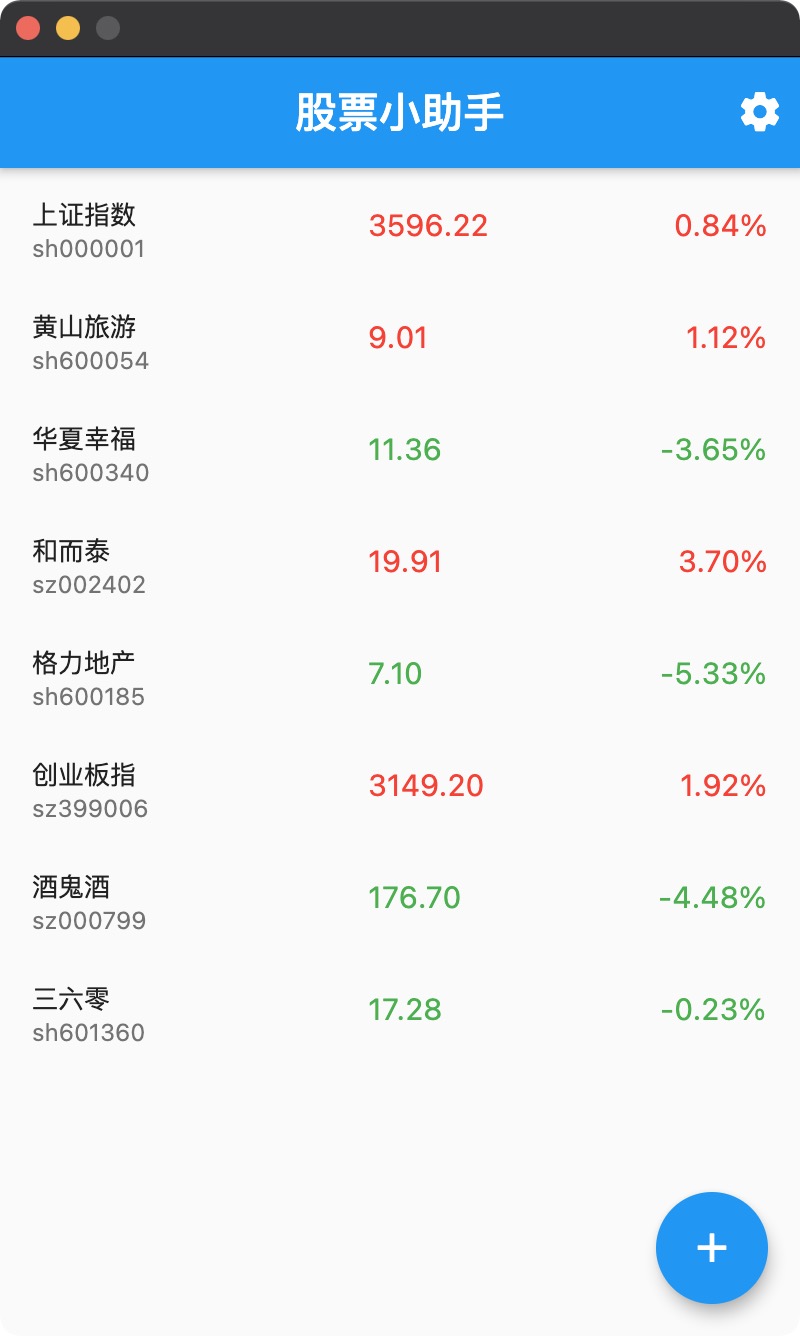 股票小助手
上证指数
sh000001
3596.22
0.84%
黄山旅游
sh600054
9.01
1.12%
华夏幸福
sh600340
11.36
-3.65%
和而泰
sz002402
19.91
3.70%
格力地产
sh600185
7.10
-5.33%
创业板指
sz399006
3149.20
1.92%
酒鬼酒
sz000799
176.70
-4.48%
三六零
sh601360
17.28
-0.23%